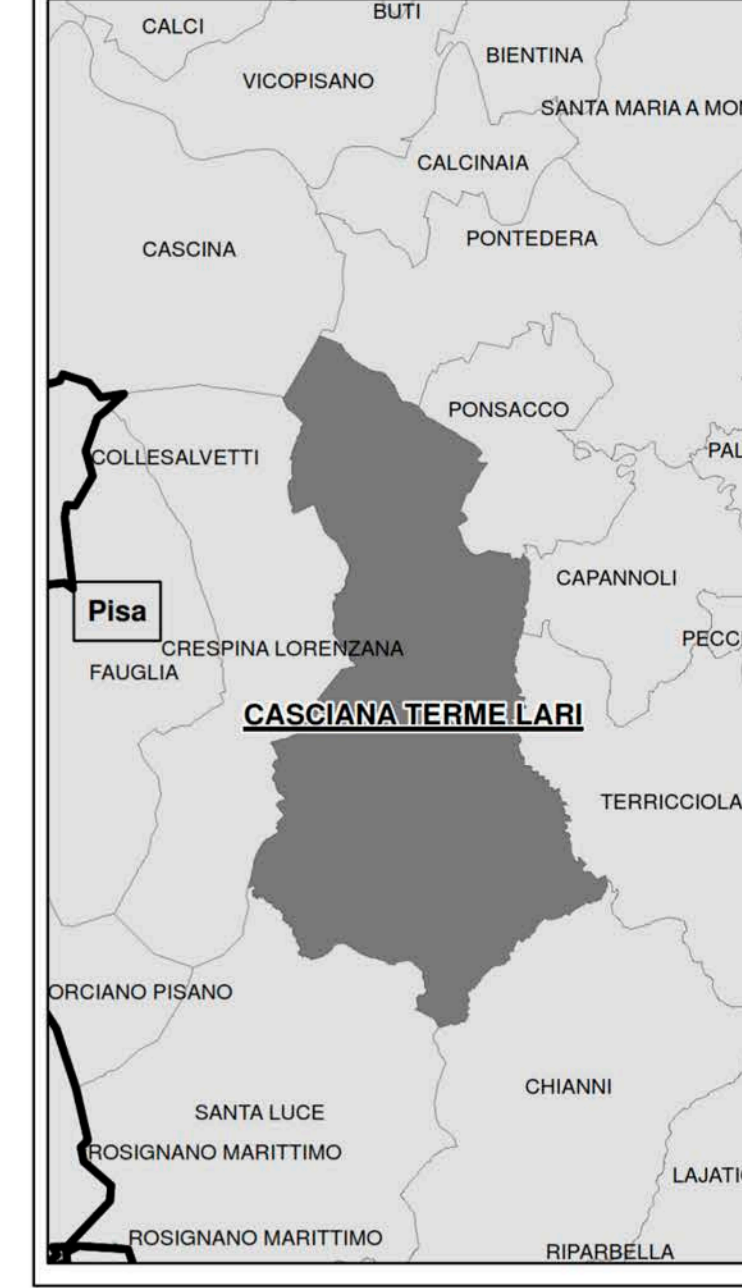 BUTI
CALCI
BIENTINA
VICOPISANO
SANTA MARIA A MON
CALCINAIA
PONTEDERA
CASCINA
PONSACCO
PAL
COLLESALVETTI
CAPANNOLI
Pisa
PECC
CRESPINA LORENZANA
FAUGLIA
CASCIANA TERME LARI
TERRICCIOLA
ORCIANO PISANO
CHIANNI
SANTA LUCE
ROSIGNANO MARITTIMO
LAJATI
ROSIGNANO MARITTIMO
RIPARBELLA